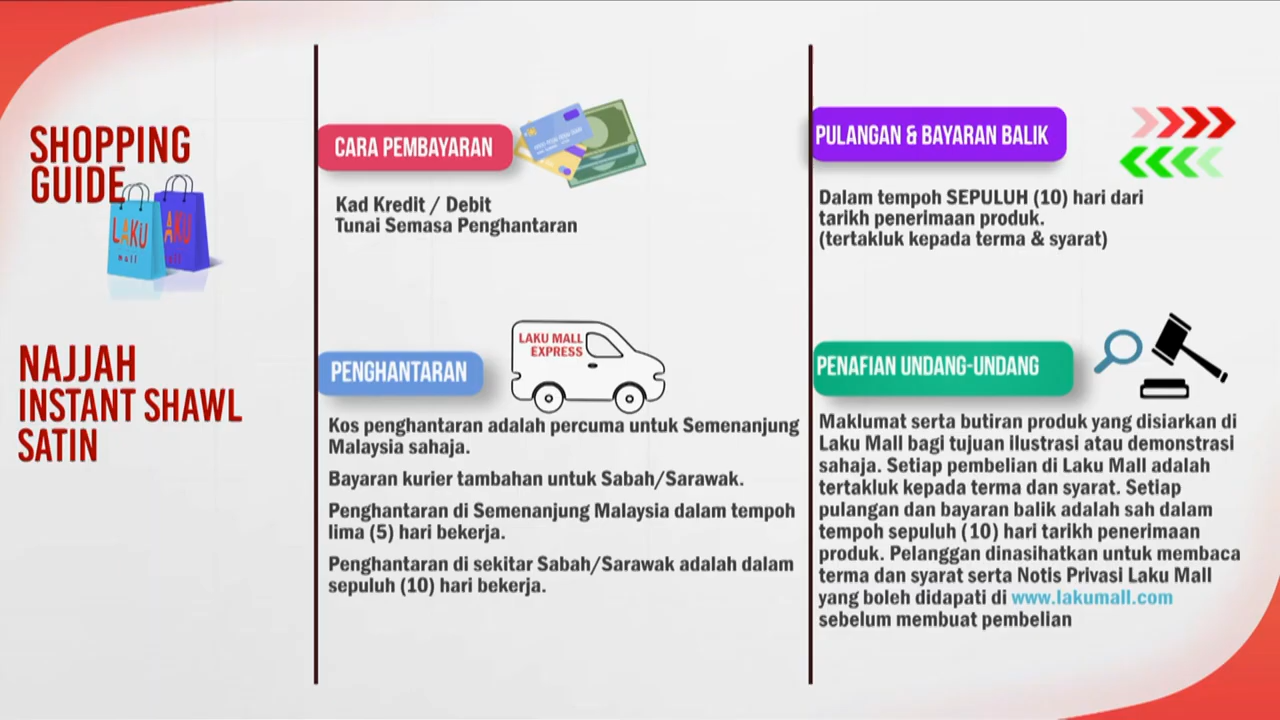 SHOPPING
GUIDE
LAKU
mall
AKU
NAJJAH
INSTANT SHAWL
SATIN
CARA PEMBAYARAN
Kad Kredit / Debit
Tunai Semasa Penghantaran
PENGHANTARAN
LAKU MALL
EXPRESS
Kos penghantaran adalah percuma untuk Semenanjung
Malaysia sahaja.
Bayaran kurier tambahan untuk Sabah/Sarawak.
Penghantaran di Semenanjung Malaysia dalam tempoh
lima (5) hari bekerja.
Penghantaran di sekitar Sabah/Sarawak adalah dalam
sepuluh (10) hari bekerja.
PULANGAN & BAYARAN BALIK
Dalam tempoh SEPULUH (10) hari dari
tarikh penerimaan produk.
(tertakluk kepada terma & syarat)
PENAFIAN UNDANG-UNDANG
Maklumat serta butiran produk yang disiarkan di
Laku Mall bagi tujuan ilustrasi atau demonstrasi
sahaja. Setiap pembelian di Laku Mall adalah
tertakluk kepada terma dan syarat. Setiap
pulangan dan bayaran balik adalah sah dalam
tempoh sepuluh (10) hari tarikh penerimaan
produk. Pelanggan dinasihatkan untuk membaca
terma dan syarat serta Notis Privasi Laku Mall
yang boleh didapati di www.lakumall.com
sebelum membuat pembelian